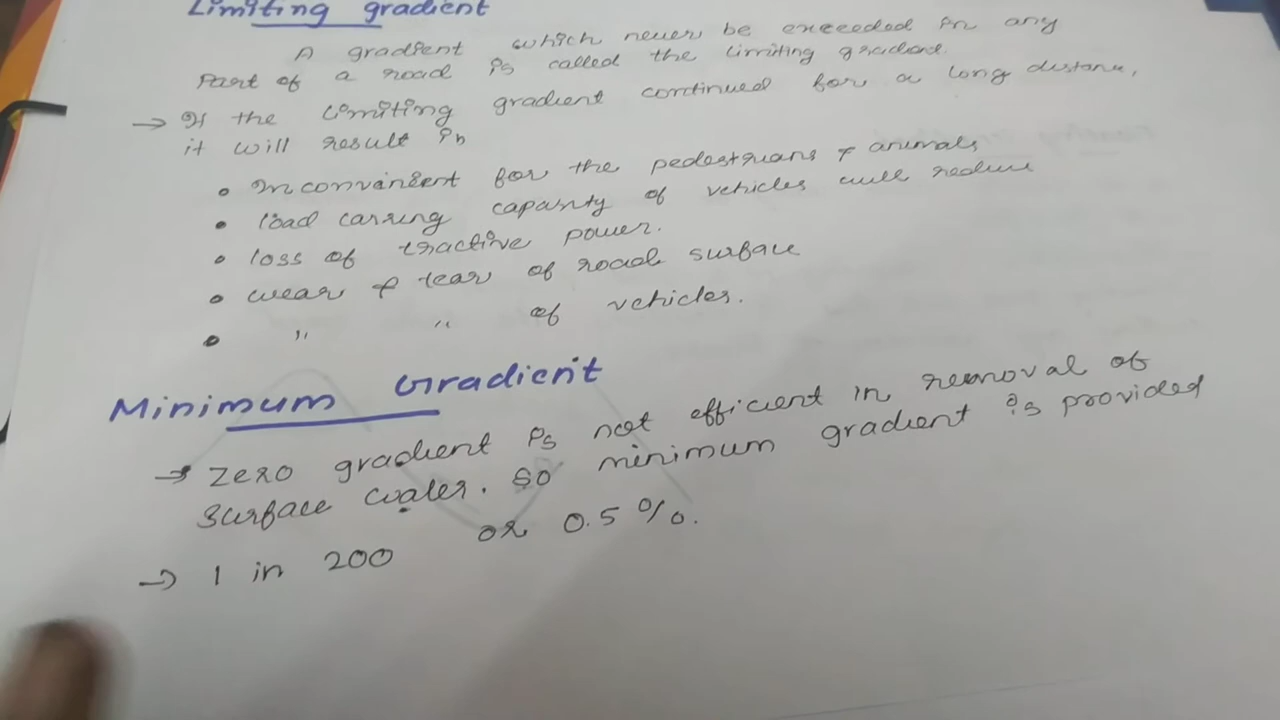 Limiting gradient
A gradient which never be exceeded in any
part of a road is called the limiting gradient.
→ If the limiting gradient continued for a long distance,
it will result in
• Inconvinient for the pedestrians & animals
• load carring capacity of vehicles will reduce
• loss of tractive power.
• wear & tear of road surface
• " " of vehicles.
Minimum Gradient
→ Zero gradient is not efficient in removal of
surface water. so minimum gradient is provided
→ 1 in 200 or 0.5%.